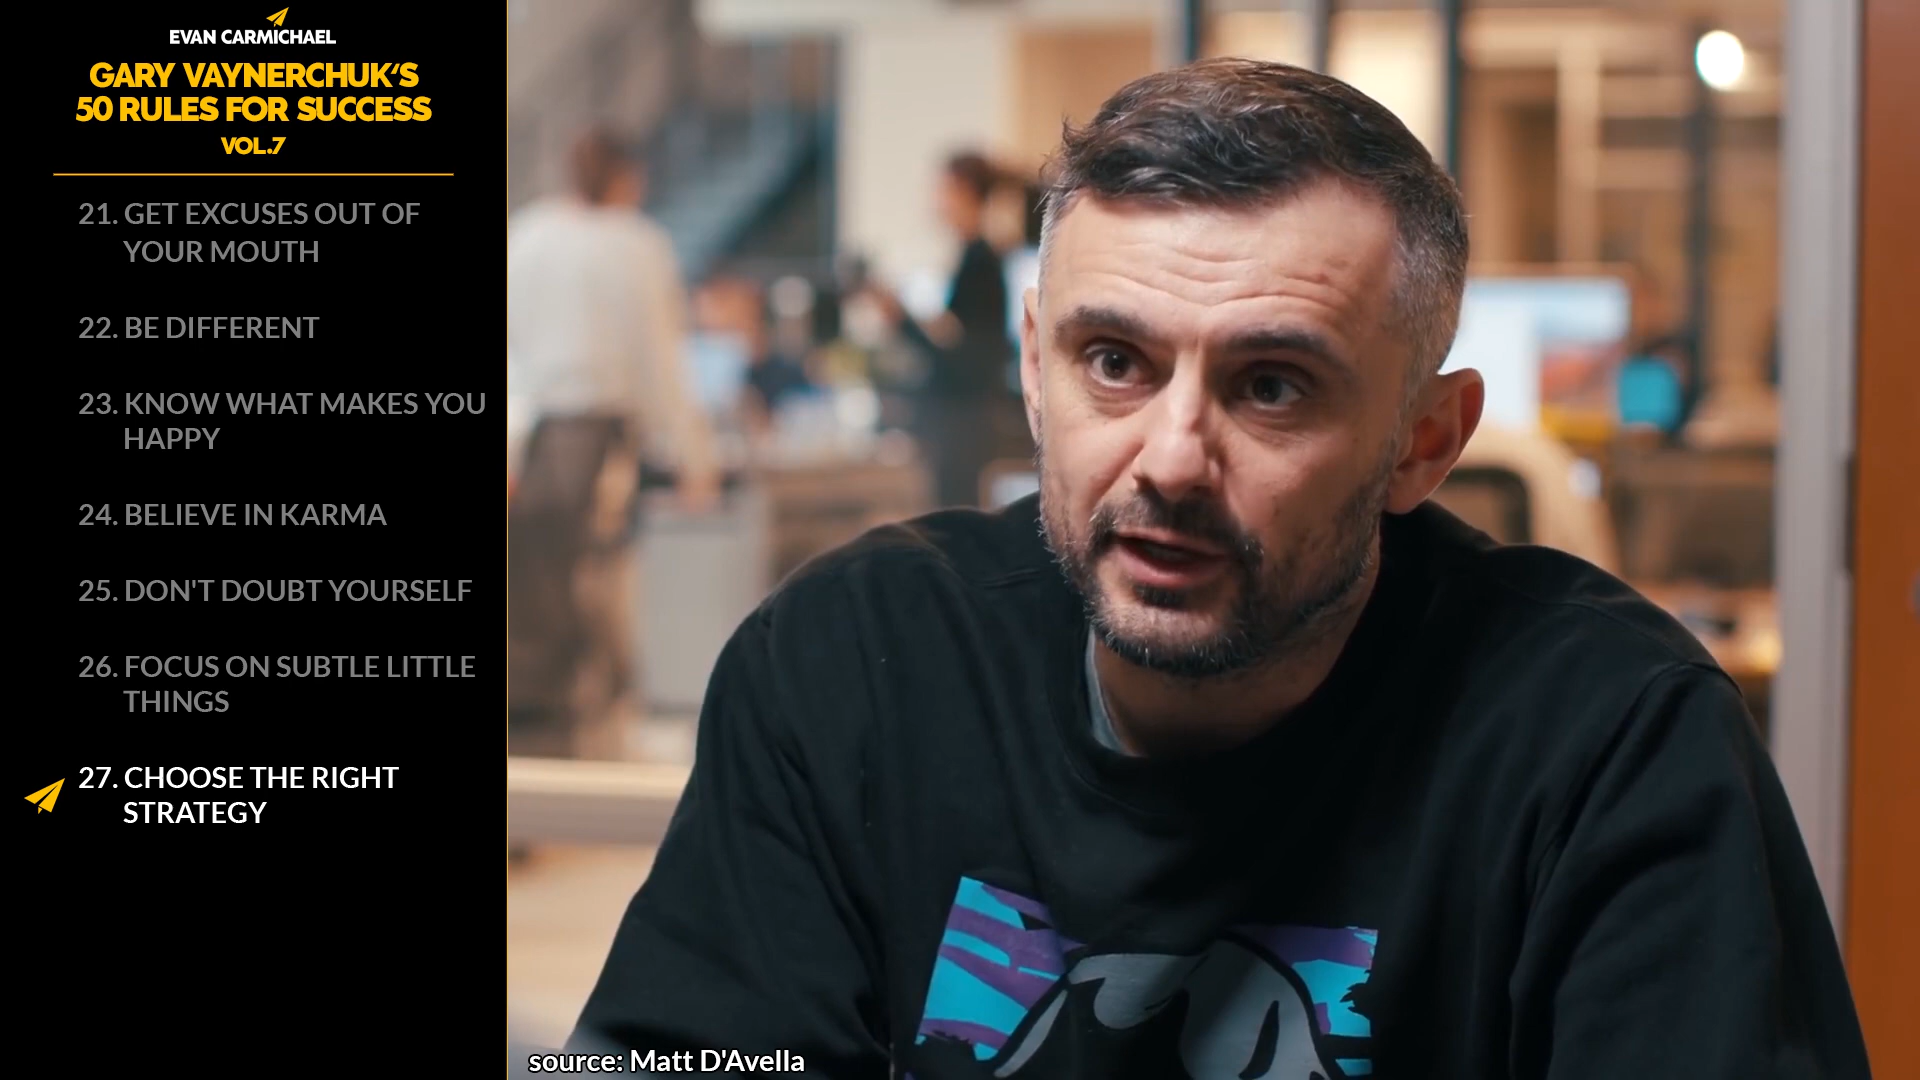 EVAN CARMICHAEL
GARY VAYNERCHUK'S
50 RULES FOR SUCCESS
VOL.7
21. GET EXCUSES OUT OF
YOUR MOUTH
22. BE DIFFERENT
23. KNOW WHAT MAKES YOU
HAPPY
24. BELIEVE IN KARMA
25. DON'T DOUBT YOURSELF
26. FOCUS ON SUBTLE LITTLE
THINGS
27. CHOOSE THE RIGHT
STRATEGY
source: Matt D'Avella